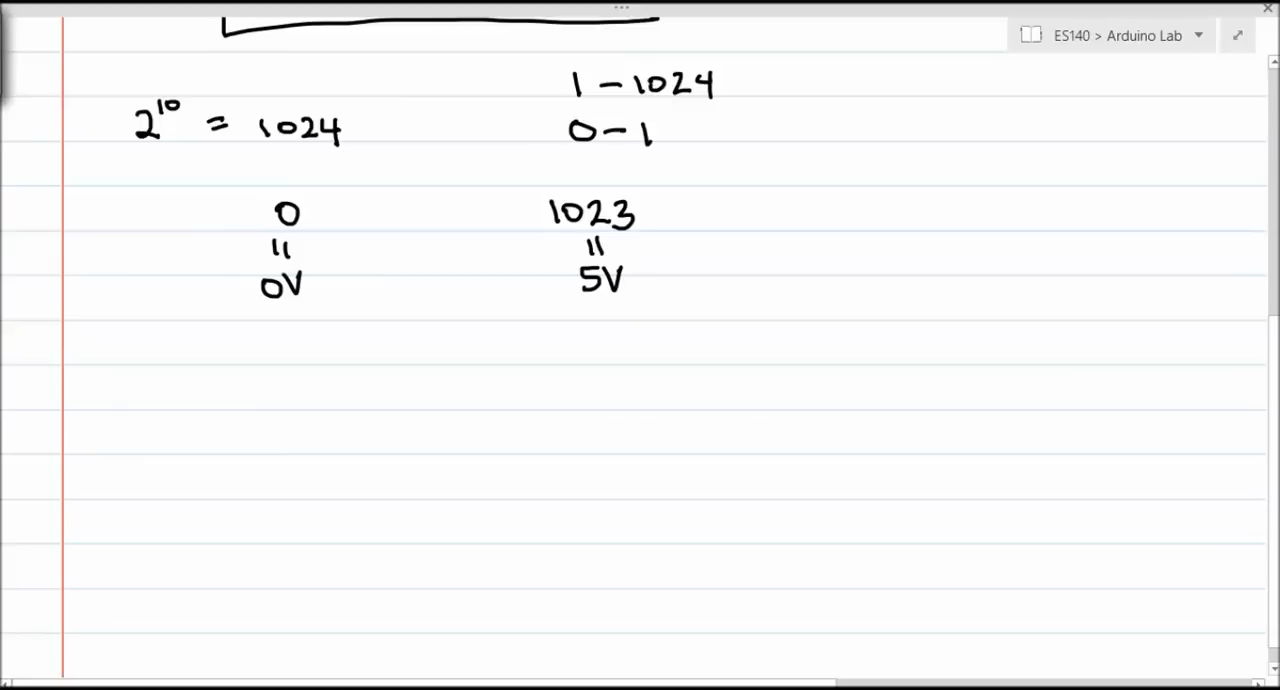 ES140 > Arduino Lab
1 - 1024
2^10 = 1024
0 - 1
0 1023
= =
0V 5V